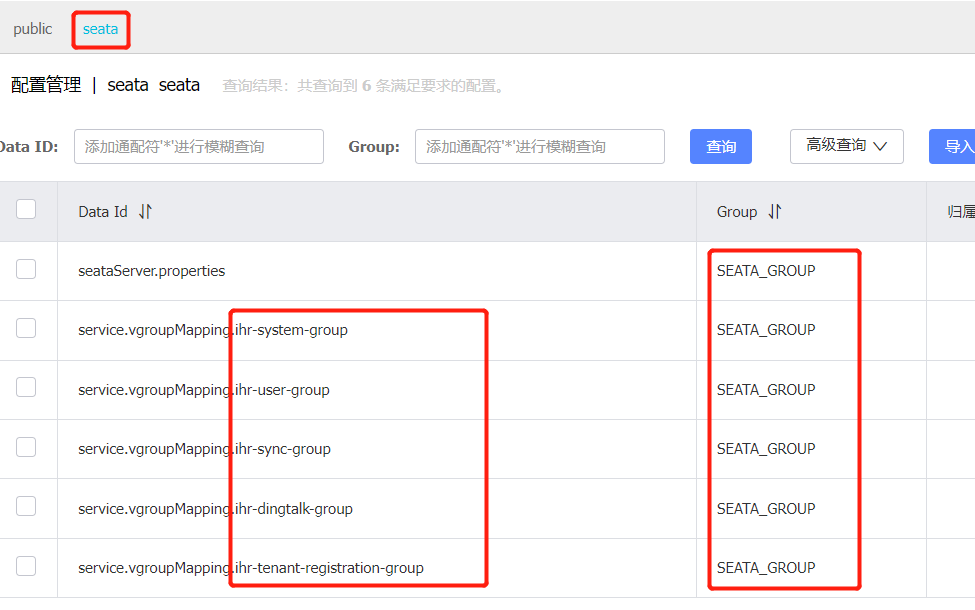 public seata
配置管理 | seata seata 查询结果：共查询到 6 条满足要求的配置。
Data ID: 添加通配符'*'进行模糊查询 Group: 添加通配符'*'进行模糊查询 查询 高级查询 导入
Data Id Group 归属
seataServer.properties SEATA_GROUP
service.vgroupMapping.ihr-system-group SEATA_GROUP
service.vgroupMapping.ihr-user-group SEATA_GROUP
service.vgroupMapping.ihr-sync-group SEATA_GROUP
service.vgroupMapping.ihr-dingtalk-group SEATA_GROUP
service.vgroupMapping.ihr-tenant-registration-group SEATA_GROUP